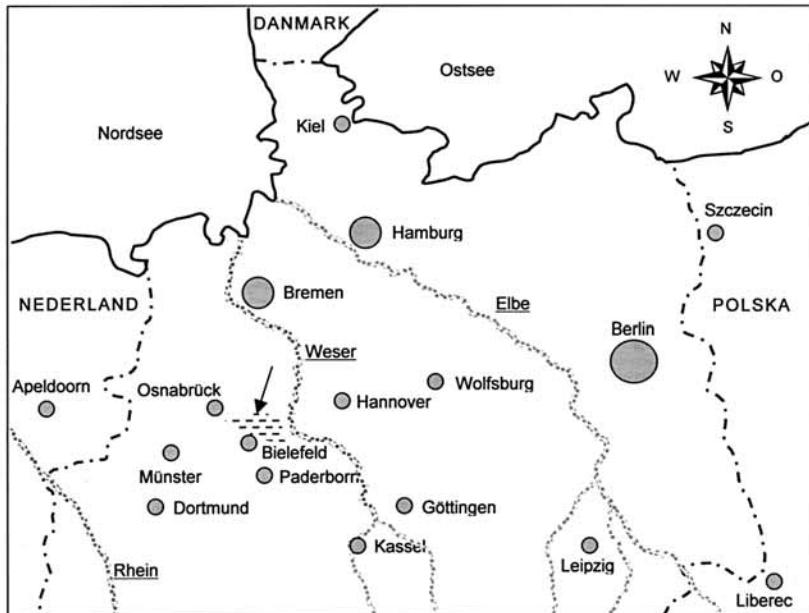 DANMARK
N
Ostsee
W O
Nordsee
Kiel
S
Szczecin
Hamburg
NEDERLAND
Bremen
Elbe
POLSKA
Berlin
Weser
Apeldoorn
Osnabrück
Wolfsburg
Hannover
Bielefeld
Münster
Paderborn
Dortmund
Göttingen
Kassel
Leipzig
Rhein
Liberec